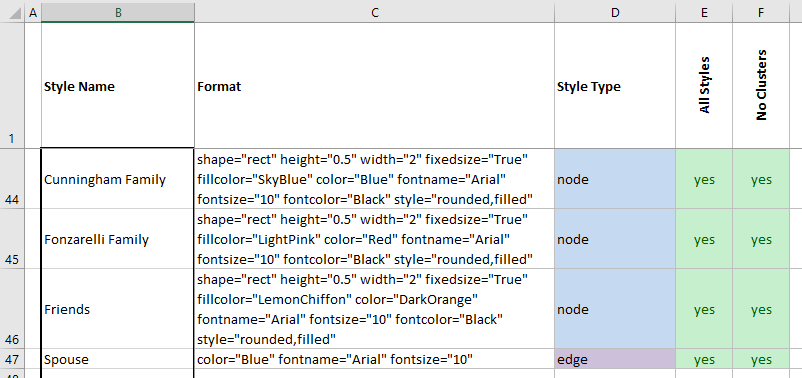 A B C D E F
1 Style Name Format Style Type All Styles No Clusters
shape="rect" height="0.5" width="2" fixedsize="True"
44 Cunningham Family fillcolor="SkyBlue" color="Blue" fontname="Arial" node yes yes
fontsize="10" fontcolor="Black" style="rounded,filled"
shape="rect" height="0.5" width="2" fixedsize="True"
45 Fonzarelli Family fillcolor="LightPink" color="Red" fontname="Arial" node yes yes
fontsize="10" fontcolor="Black" style="rounded,filled"
shape="rect" height="0.5" width="2" fixedsize="True"
fillcolor="LemonChiffon" color="DarkOrange"
46 Friends fontname="Arial" fontsize="10" fontcolor="Black" node yes yes
style="rounded,filled"
47 Spouse color="Blue" fontname="Arial" fontsize="10" edge yes yes